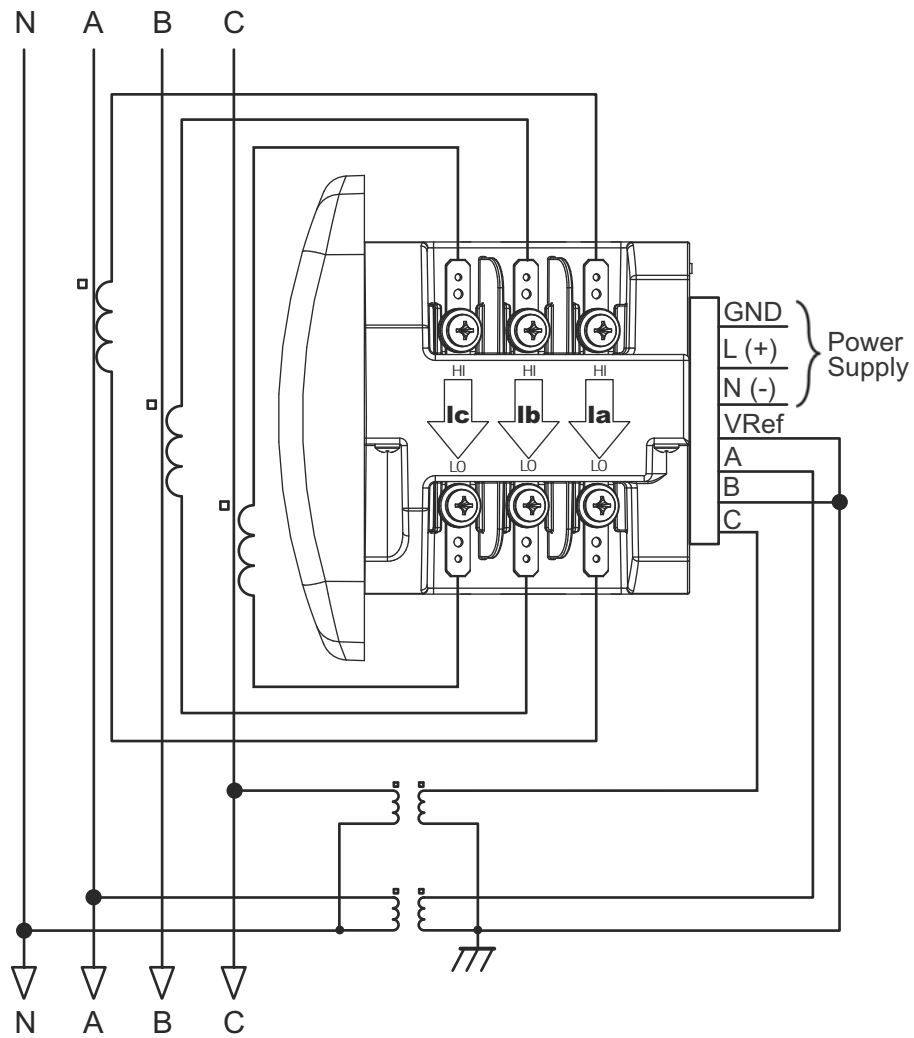 N A B C
GND
L (+)
N (-)
Power
Supply
VRef
A
B
C
HI HI HI
Ic Ib Ia
LO LO LO
N A B C